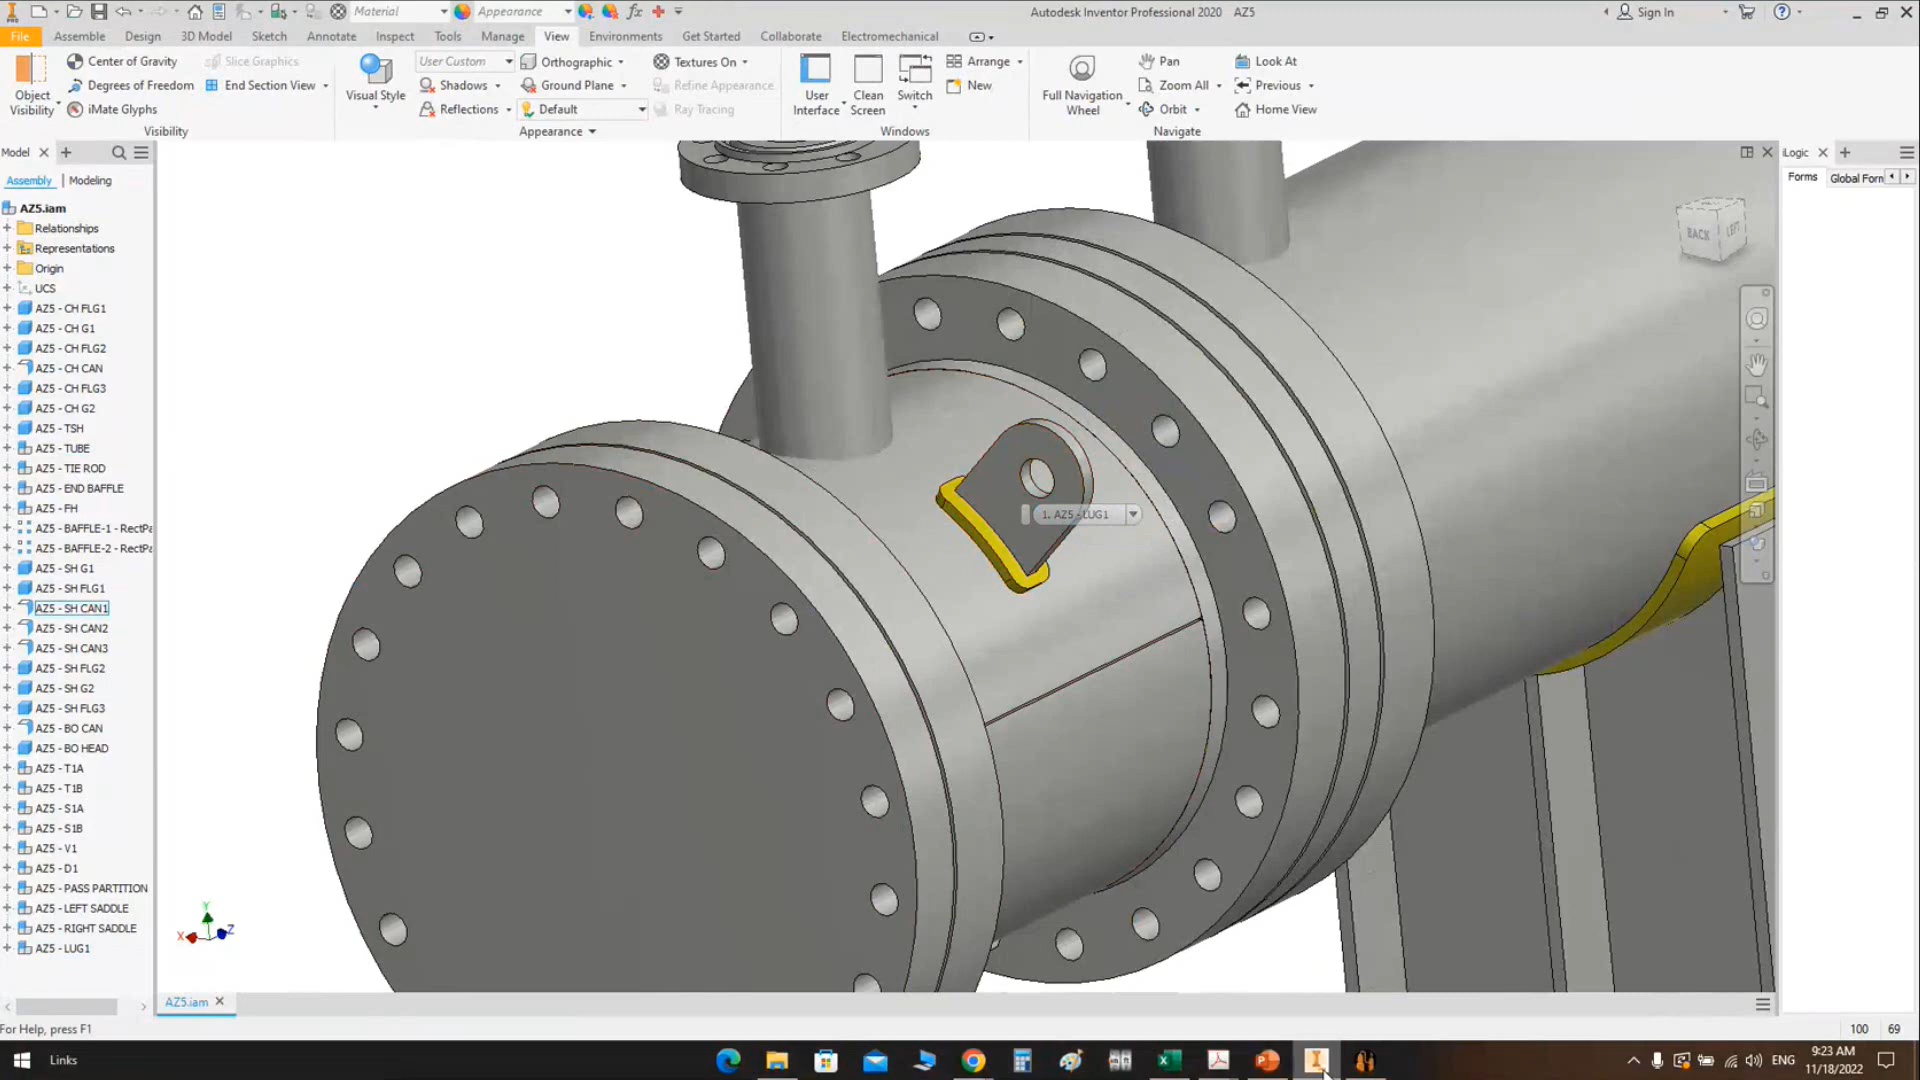 Material
Appearance
fx
Autodesk Inventor Professional 2020 AZ5
Sign In
File
Assemble
Design
3D Model
Sketch
Annotate
Inspect
Tools
Manage
View
Environments
Get Started
Collaborate
Electromechanical
Object
Visibility
Center of Gravity
Degrees of Freedom
iMate Glyphs
Slice Graphics
End Section View
Visibility
Visual Style
User Custom
Shadows
Reflections
Orthographic
Ground Plane
Default
Textures On
Refine Appearance
Ray Tracing
Appearance
User
Interface
Clean
Screen
Switch
Arrange
New
Windows
Full Navigation
Wheel
Pan
Zoom All
Orbit
Look At
Previous
Home View
Navigate
Model
Assembly
Modeling
AZ5.iam
Relationships
Representations
Origin
UCS
AZ5 - CH FLG1
AZ5 - CH G1
AZ5 - CH FLG2
AZ5 - CH CAN
AZ5 - CH FLG3
AZ5 - CH G2
AZ5 - TSH
AZ5 - TUBE
AZ5 - TIE ROD
AZ5 - END BAFFLE
AZ5 - FH
AZ5 - BAFFLE-1 - RectPa
AZ5 - BAFFLE-2 - RectPa
AZ5 - SH G1
AZ5 - SH FLG1
AZ5 - SH CAN1
AZ5 - SH CAN2
AZ5 - SH CAN3
AZ5 - SH FLG2
AZ5 - SH G2
AZ5 - SH FLG3
AZ5 - BO CAN
AZ5 - BO HEAD
AZ5 - T1A
AZ5 - T1B
AZ5 - S1A
AZ5 - S1B
AZ5 - V1
AZ5 - D1
AZ5 - PASS PARTITION
AZ5 - LEFT SADDLE
AZ5 - RIGHT SADDLE
AZ5 - LUG1
1. AZ5 - LUG1
BACK
LEFT
Y
X
Z
iLogic
Forms
Global Forn
AZ5.iam
For Help, press F1
100
69
Links
ENG
9:23 AM
11/18/2022